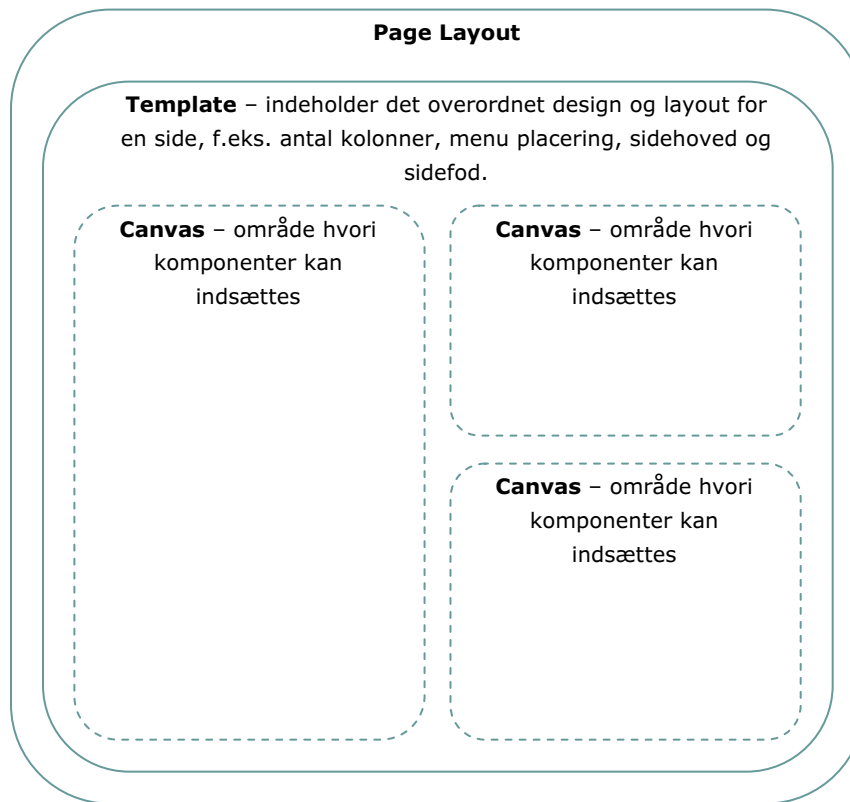 Page Layout
Template – indeholder det overordnet design og layout for
en side, f.eks. antal kolonner, menu placering, sidehoved og
sidefod.
Canvas – område hvori
komponenter kan
indsættes
Canvas – område hvori
komponenter kan
indsættes
Canvas – område hvori
komponenter kan
indsættes